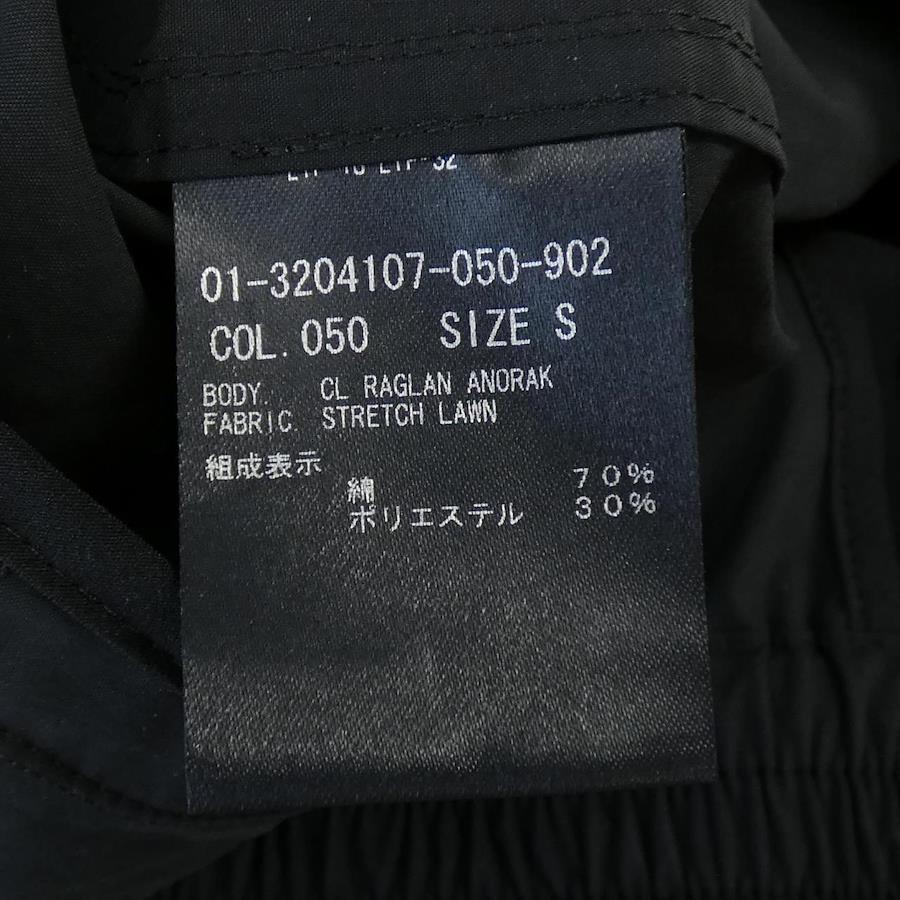 01-3204107-050-902
COL. 050 SIZE S
BODY. CL RAGLAN ANORAK
FABRIC. STRETCH LAWN
組成表示
綿 70%
ポリエステル 30%